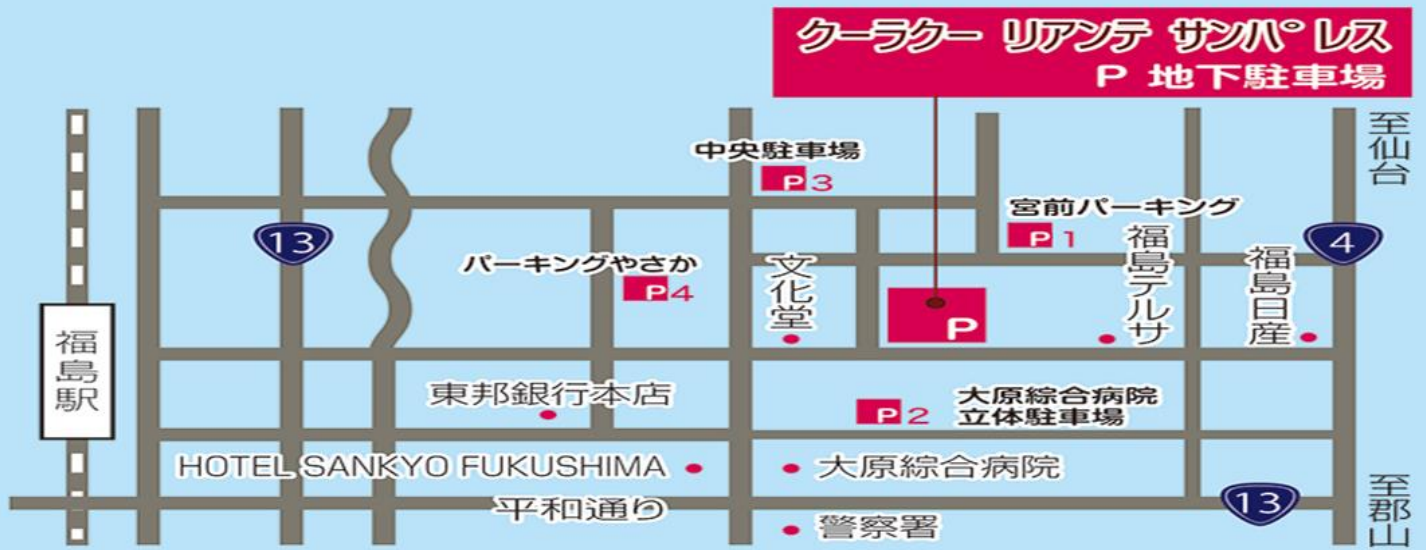 クーラクー リアンテ サンパレス
P 地下駐車場
至仙台
中央駐車場
P3
宮前パーキング
P1
13
4
パーキングやさか
P4
文化堂
P
福島テルサ
福島日産
福島駅
東邦銀行本店
P2
大原綜合病院
立体駐車場
HOTEL SANKYO FUKUSHIMA
大原綜合病院
平和通り
13
至郡山
警察署